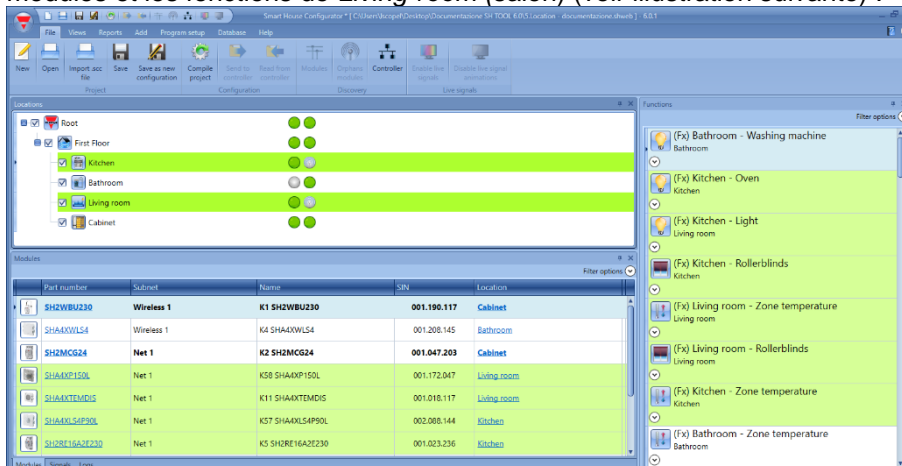 modules et les fonctions de Living room (salon) (voir illustration suivante) :
Smart House Configurator * [ C:\Users\bcopef\Desktop\Documentazione SH TOOL 6.0\5.Location - documentazione.shweb ] - 6.0.1
File Views Reports Add Program setup Database Help
New Open Import acc file Save Save as new configuration Compile project Send to controller Read from controller Modules Orphans modules Controller Enable live signals Disable live signal animations
Project Configuration Discovery Live signals
Locations
Root
First Floor
Kitchen
Bathroom
Living room
Cabinet
Modules
Filter options
Part number Subnet Name SIN Location
SH2WBU230 Wireless 1 K1 SH2WBU230 001.190.117 Cabinet
SHA4XWLS4 Wireless 1 K4 SHA4XWLS4 001.208.145 Bathroom
SH2MCG24 Net 1 K2 SH2MCG24 001.047.203 Cabinet
SHA4XP150L Net 1 K58 SHA4XP150L 001.172.047 Living room
SHA4XTEMDIS Net 1 K11 SHA4XTEMDIS 001.018.117 Living room
SHA4XLS4P90L Net 1 K57 SHA4XLS4P90L 002.088.144 Kitchen
SH2RE16A2E230 Net 1 K5 SH2RE16A2E230 001.023.236 Kitchen
Modules Signals Logs
Functions
Filter options
(Fx) Bathroom - Washing machine
Bathroom
(Fx) Kitchen - Oven
Kitchen
(Fx) Kitchen - Light
Living room
(Fx) Kitchen - Rollerblinds
Kitchen
(Fx) Living room - Zone temperature
Living room
(Fx) Living room - Rollerblinds
Living room
(Fx) Kitchen - Zone temperature
Kitchen
(Fx) Bathroom - Zone temperature
Bathroom